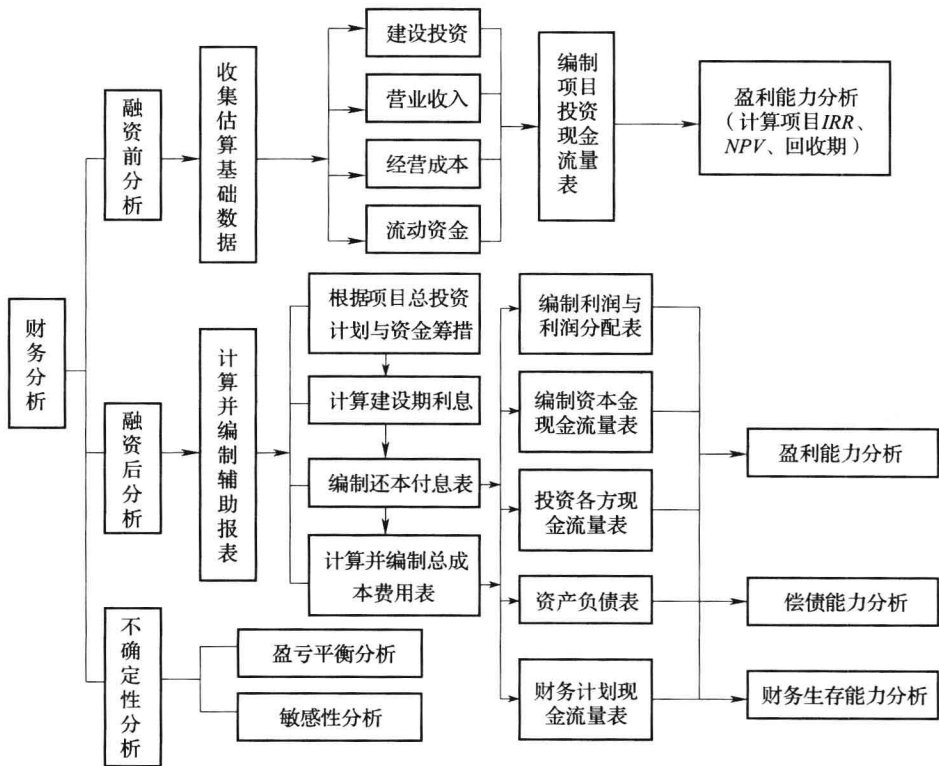 财务分析
融资前分析
收集估算基础数据
建设投资
营业收入
经营成本
流动资金
编制
项目
投资
现金
流量
表
盈利能力分析
（计算项目IRR、
NPV、回收期）
融资后分析
计算并编制辅助报表
根据项目总投资
计划与资金筹措
计算建设期利息
编制还本付息表
计算并编制总成
本费用表
编制利润与
利润分配表
编制资本金
现金流量表
投资各方现
金流量表
资产负债表
财务计划现
金流量表
盈利能力分析
偿债能力分析
财务生存能力分析
不确定性分析
盈亏平衡分析
敏感性分析